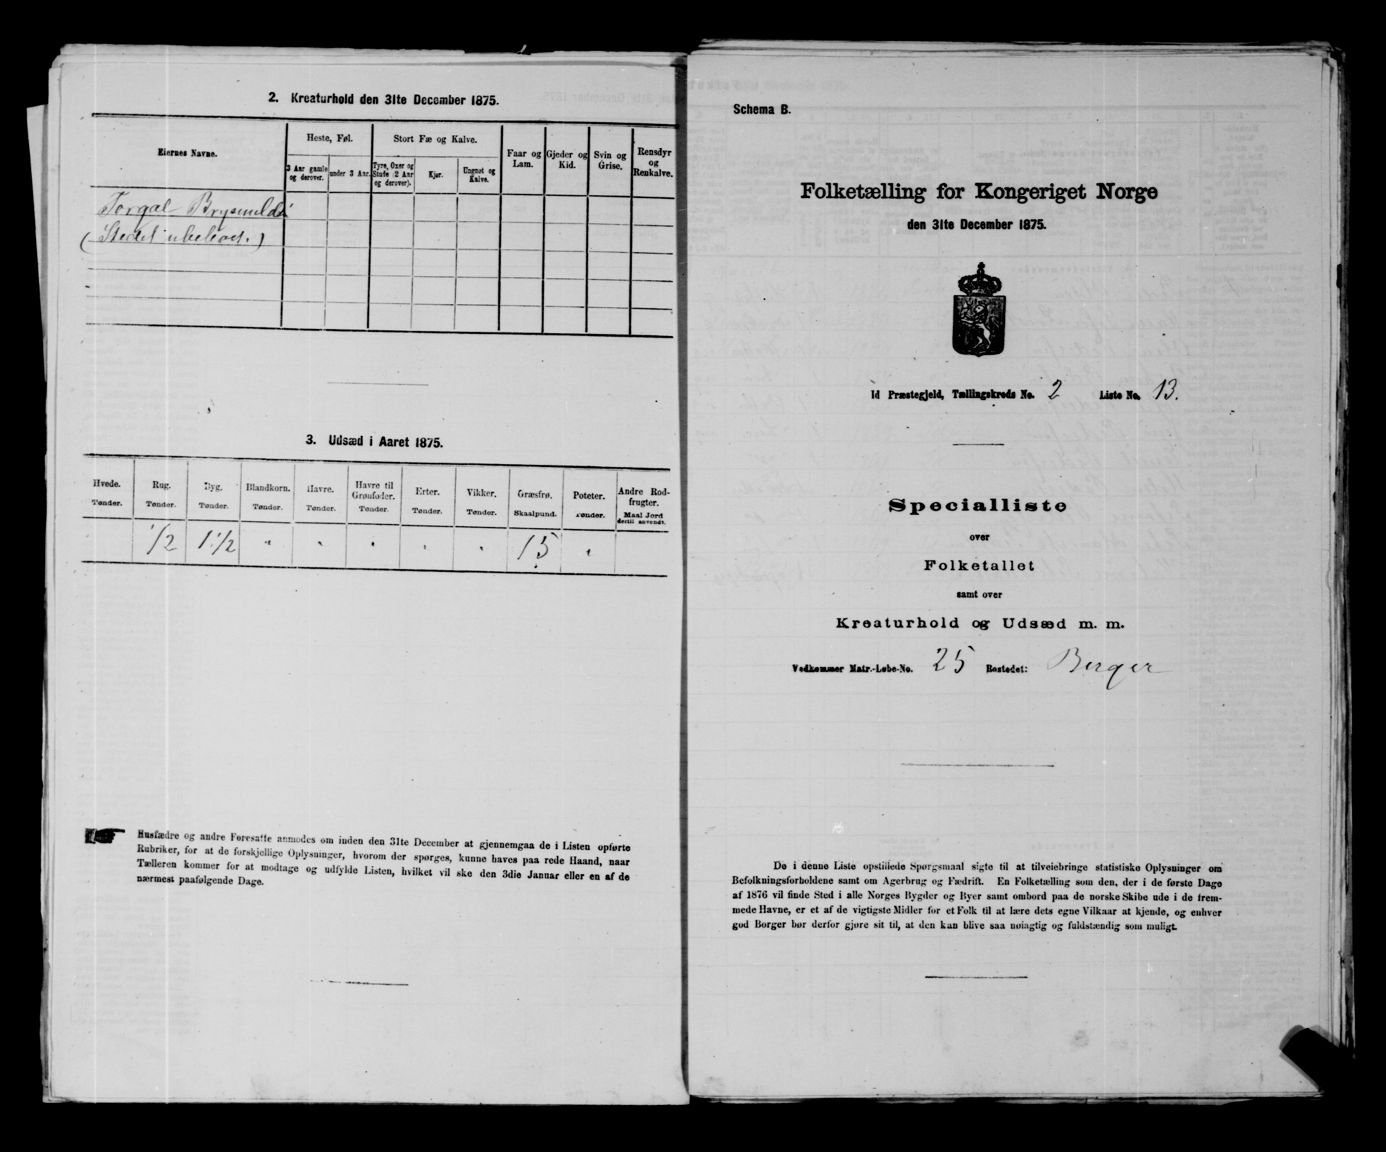 2. Kreaturhold den 31te December 1875.
Eiernes Navne.
Heste, Føl.
Stort Fæ og Kalve.
Faar og Lam.
Gjeder og Kid.
Svin og Grise.
Rensdyr og Renkalve.
3 Aar gamle og derover.
under 3 Aar.
Tyre, Oxer og Stude (2 Aar og derover).
Kjør.
Ungnøt og Kalve.
Torgal
(Stedet ubeboet.)
3. Udsæd i Aaret 1875.
Hvede. Rug. Byg. Blandkorn. Havre. Havre til Grønfoder. Erter. Vikker. Græsfrø. Poteter. Andre Rodfrugter.
Tønder. Tønder. Tønder. Tønder. Tønder. Tønder. Tønder. Tønder. Skaalpund. Tønder. Maal Jord dertil anvendt.
1/2 1 1/2 " " " " " 15 "
Husfædre og andre Foresatte anmodes om inden den 31te December at gjennemgaa de i Listen opførte
Rubriker, for at de forskjellige Oplysninger, hvorom der spørges, kunne haves paa rede Haand, naar
Tælleren kommer for at modtage og udfylde Listen, hvilket vil ske den 3die Januar eller en af de
nærmest paafølgende Dage.
Schema B.
Folketælling for Kongeriget Norge
den 31te December 1875.
Id Præstegjeld, Tællingskreds No. 2 Liste No. 13.
Specialliste
over
Folketallet
samt over
Kreaturhold og Udsæd m. m.
Vedkommer Matr.-Løbe-No. 25 Bostedet: Berger
De i denne Liste opstillede Spørgsmaal sigte til at tilveiebringe statistiske Oplysninger om
Befolkningsforholdene samt om Agerbrug og Fædrift. En Folketælling som den, der i de første Dage
af 1876 vil finde Sted i alle Norges Bygder og Byer samt ombord paa de norske Skibe ude i de frem-
mede Havne, er et af de vigtigste Midler for et Folk til at lære dets egne Vilkaar at kjende, og enhver
god Borger bør derfor gjøre sit til, at den kan blive saa nøiagtig og fuldstændig som muligt.